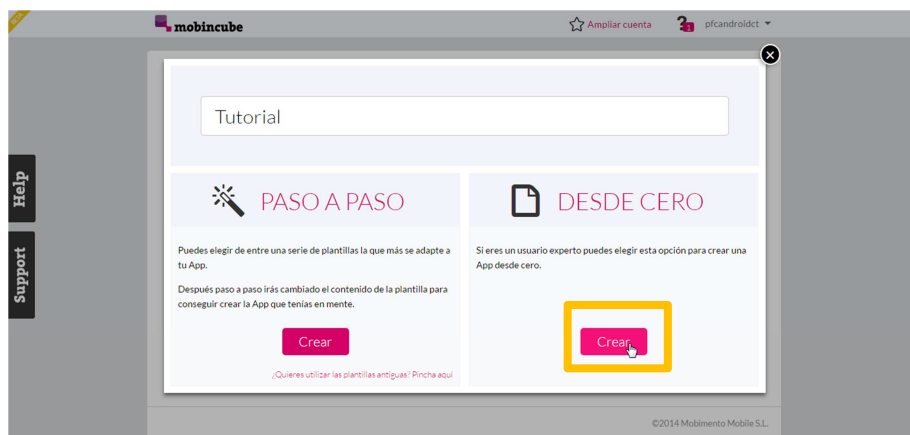 BETA
mobincube
Ampliar cuenta
pfcandroidct
Tutorial
Help
Support
PASO A PASO
Puedes elegir de entre una serie de plantillas la que más se adapte a
tu App.
Después paso a paso irás cambiado el contenido de la plantilla para
conseguir crear la App que tenías en mente.
Crear
¿Quieres utilizar las plantillas antiguas? Pincha aquí
DESDE CERO
Si eres un usuario experto puedes elegir esta opción para crear una
App desde cero.
Crear
©2014 Mobimento Mobile S.L.